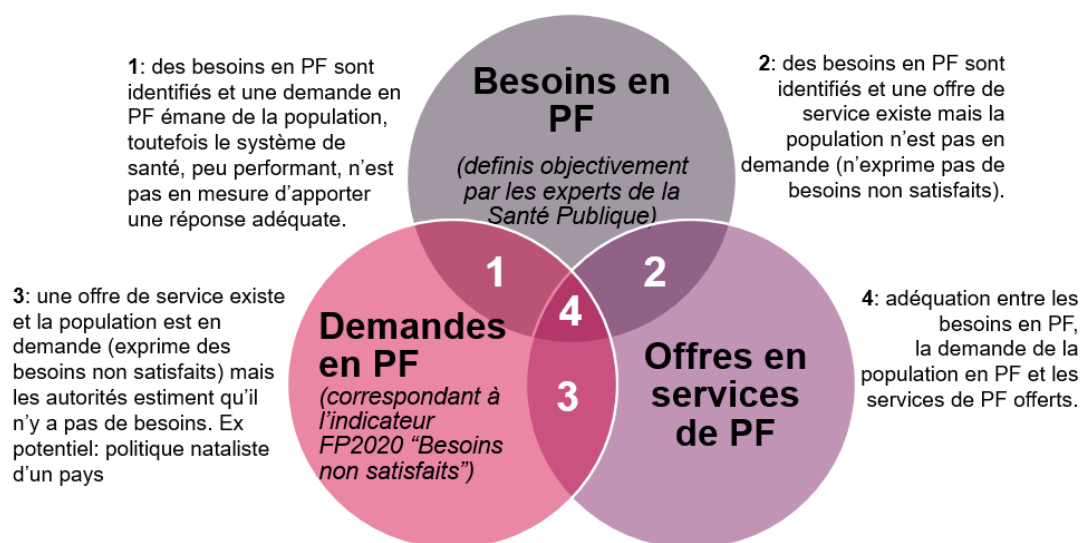 1: des besoins en PF sont
identifiés et une demande en
PF émane de la population,
toutefois le système de
santé, peu performant, n'est
pas en mesure d'apporter
une réponse adéquate.
Besoins en
PF
(definis objectivement
par les experts de la
Santé Publique)
2: des besoins en PF sont
identifiés et une offre de
service existe mais la
population n'est pas en
demande (n'exprime pas de
besoins non satisfaits).
1
2
4
3
3: une offre de service existe
et la population est en
demande (exprime des
besoins non satisfaits) mais
les autorités estiment qu'il
n'y a pas de besoins. Ex
potentiel: politique nataliste
d'un pays
Demandes
en PF
(correspondant à
l'indicateur
FP2020 "Besoins
non satisfaits")
Offres en
services
de PF
4: adéquation entre les
besoins en PF,
la demande de la
population en PF et les
services de PF offerts.